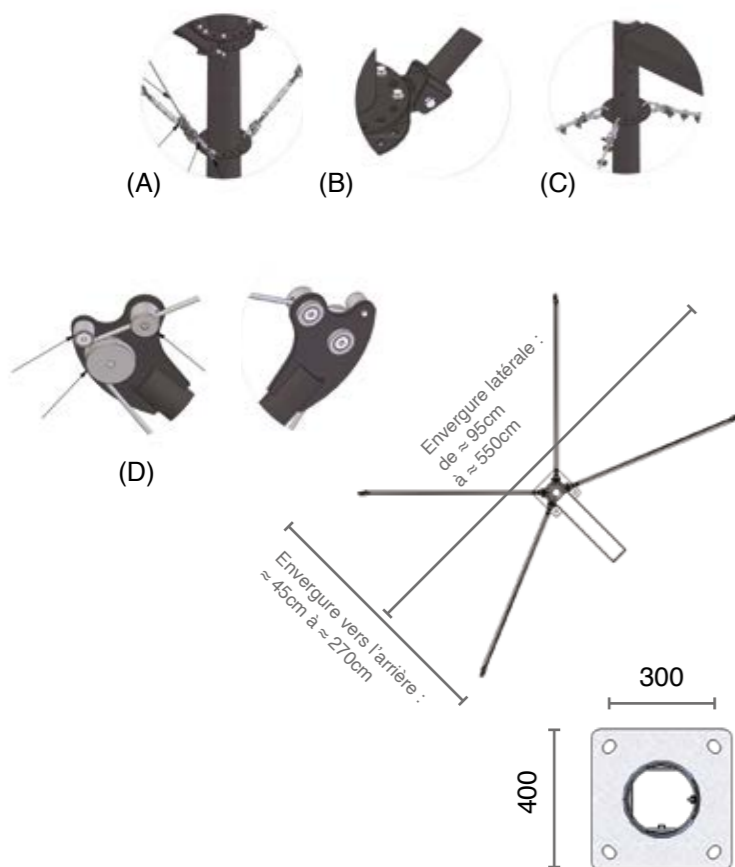 (A)
(B)
(C)
(D)
Envergure latérale :
de ≈ 95cm
à ≈ 550cm
Envergure vers l'arrière :
≈ 45cm à ≈ 270cm
300
400